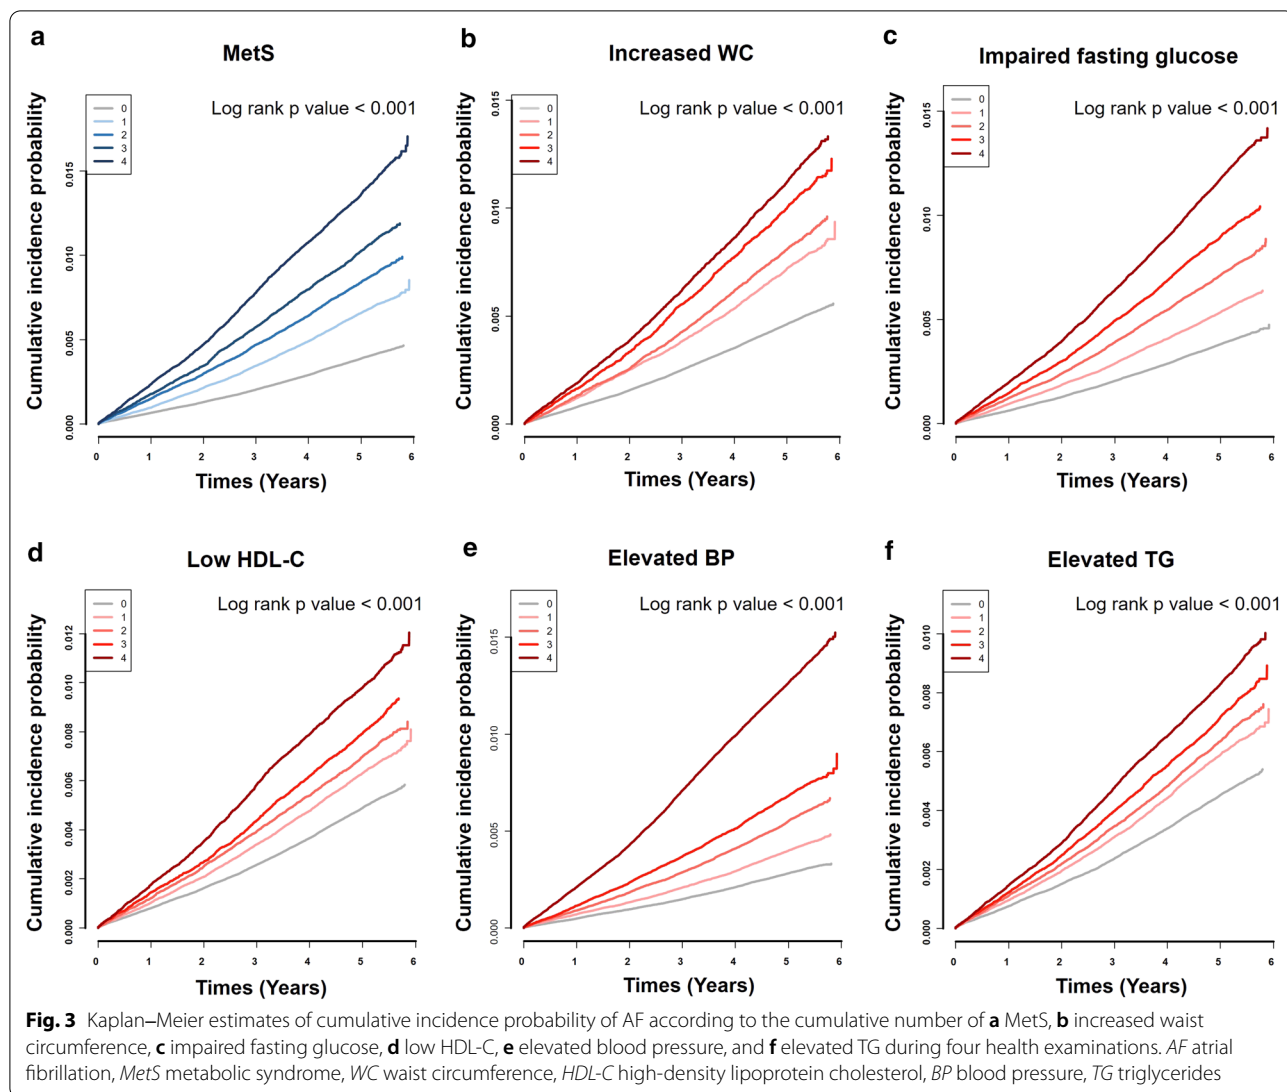 a
MetS
Log rank p value < 0.001
0
1
2
3
4
Cumulative incidence probability
0.015
0.010
0.005
0.000
0 1 2 3 4 5 6
Times (Years)
b
Increased WC
Log rank p value < 0.001
0
1
2
3
4
Cumulative incidence probability
0.015
0.010
0.005
0.000
0 1 2 3 4 5 6
Times (Years)
c
Impaired fasting glucose
Log rank p value < 0.001
0
1
2
3
4
Cumulative incidence probability
0.015
0.010
0.005
0.000
0 1 2 3 4 5 6
Times (Years)
d
Low HDL-C
Log rank p value < 0.001
0
1
2
3
4
Cumulative incidence probability
0.012
0.010
0.008
0.006
0.004
0.002
0.000
0 1 2 3 4 5 6
Times (Years)
e
Elevated BP
Log rank p value < 0.001
0
1
2
3
4
Cumulative incidence probability
0.015
0.010
0.005
0.000
0 1 2 3 4 5 6
Times (Years)
f
Elevated TG
Log rank p value < 0.001
0
1
2
3
4
Cumulative incidence probability
0.010
0.008
0.006
0.004
0.002
0.000
0 1 2 3 4 5 6
Times (Years)
Fig. 3 Kaplan–Meier estimates of cumulative incidence probability of AF according to the cumulative number of a MetS, b increased waist
circumference, c impaired fasting glucose, d low HDL-C, e elevated blood pressure, and f elevated TG during four health examinations. AF atrial
fibrillation, MetS metabolic syndrome, WC waist circumference, HDL-C high-density lipoprotein cholesterol, BP blood pressure, TG triglycerides